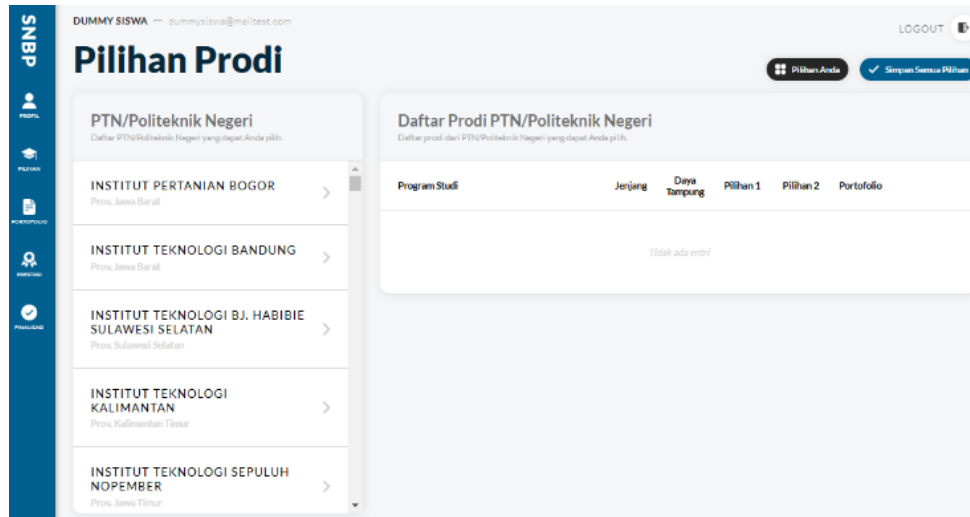 SNBP
PROFIL
PILIHAN
PORTOFOLIO
PRESTASI
FINALISASI
DUMMY SISWA — dummysiswa@mailtest.com
LOGOUT
Pilihan Prodi
Pilihan Anda
Simpan Semua Pilihan
PTN/Politeknik Negeri
Daftar PTN/Politeknik Negeri yang dapat Anda pilih.
INSTITUT PERTANIAN BOGOR
Prov. Jawa Barat
INSTITUT TEKNOLOGI BANDUNG
Prov. Jawa Barat
INSTITUT TEKNOLOGI BJ. HABIBIE
SULAWESI SELATAN
Prov. Sulawesi Selatan
INSTITUT TEKNOLOGI
KALIMANTAN
Prov. Kalimantan Timur
INSTITUT TEKNOLOGI SEPULUH
NOPEMBER
Prov. Jawa Timur
Daftar Prodi PTN/Politeknik Negeri
Daftar prodi dari PTN/Politeknik Negeri yang dapat Anda pilih.
Program Studi Jenjang Daya Tampung Pilihan 1 Pilihan 2 Portofolio
Tidak ada entri